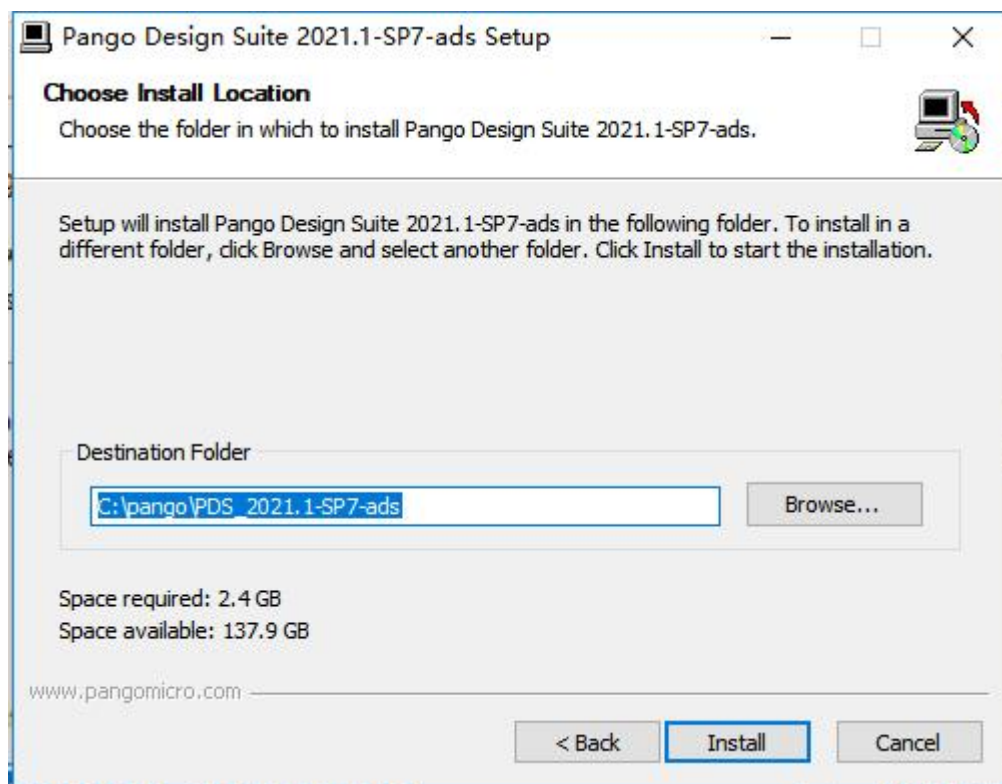 Pango Design Suite 2021.1-SP7-ads Setup
Choose Install Location
Choose the folder in which to install Pango Design Suite 2021.1-SP7-ads.
Setup will install Pango Design Suite 2021.1-SP7-ads in the following folder. To install in a
different folder, click Browse and select another folder. Click Install to start the installation.
Destination Folder
C:\pango\PDS_2021.1-SP7-ads
Browse...
Space required: 2.4 GB
Space available: 137.9 GB
www.pangomicro.com
< Back
Install
Cancel